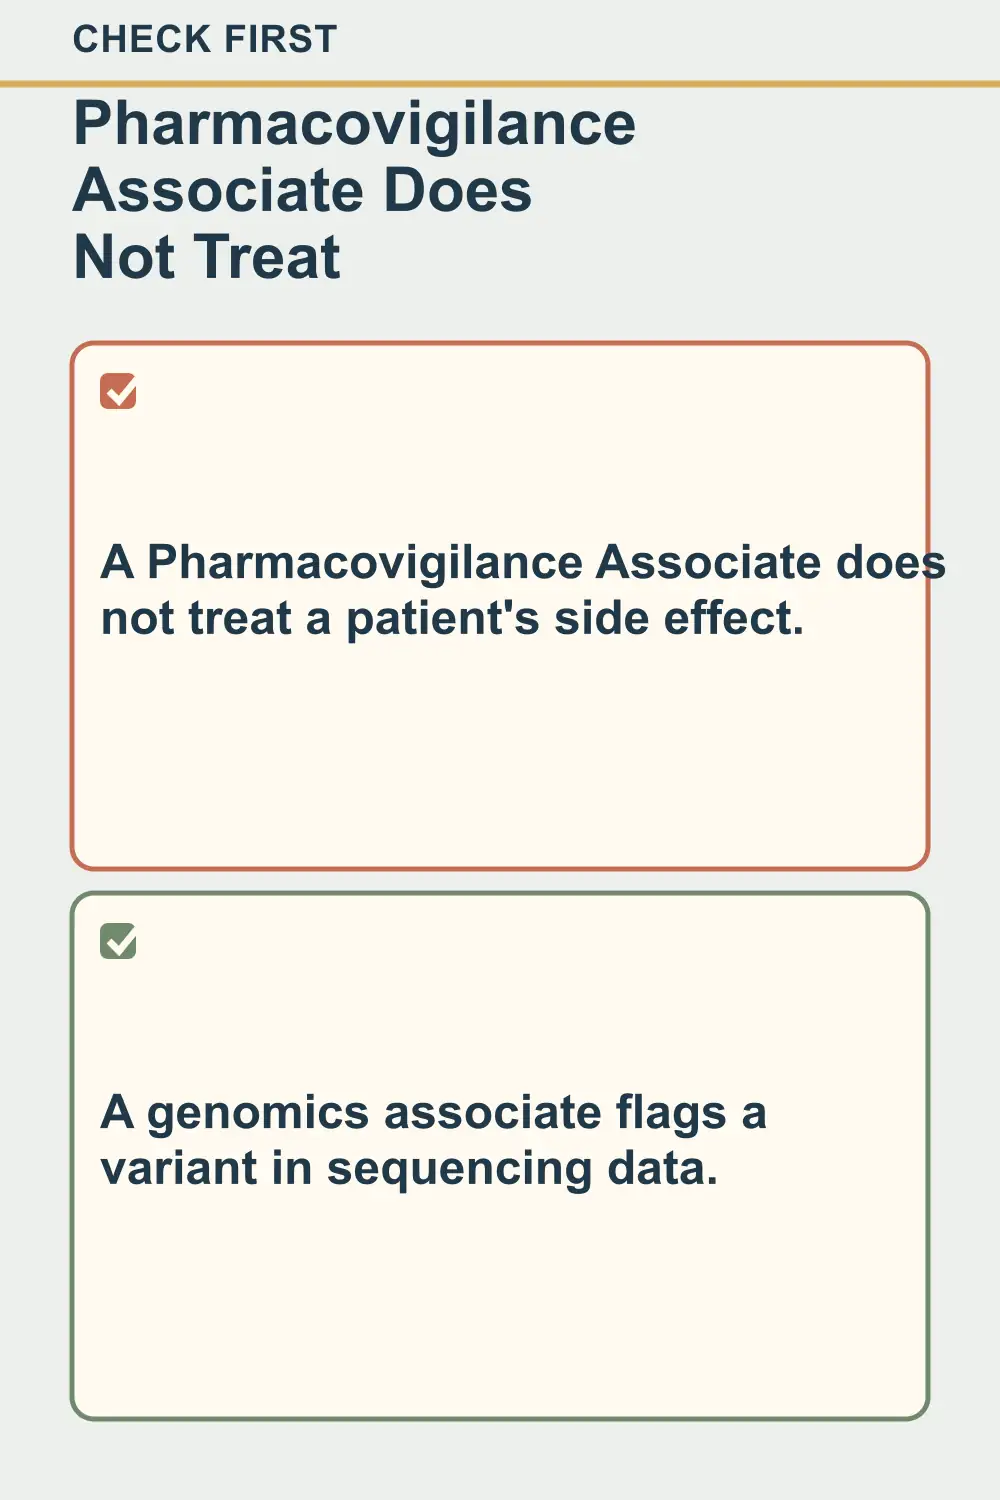 CHECK FIRST
Pharmacovigilance
Associate Does
Not Treat
A Pharmacovigilance Associate does
not treat a patient's side effect.
A genomics associate flags a
variant in sequencing data.